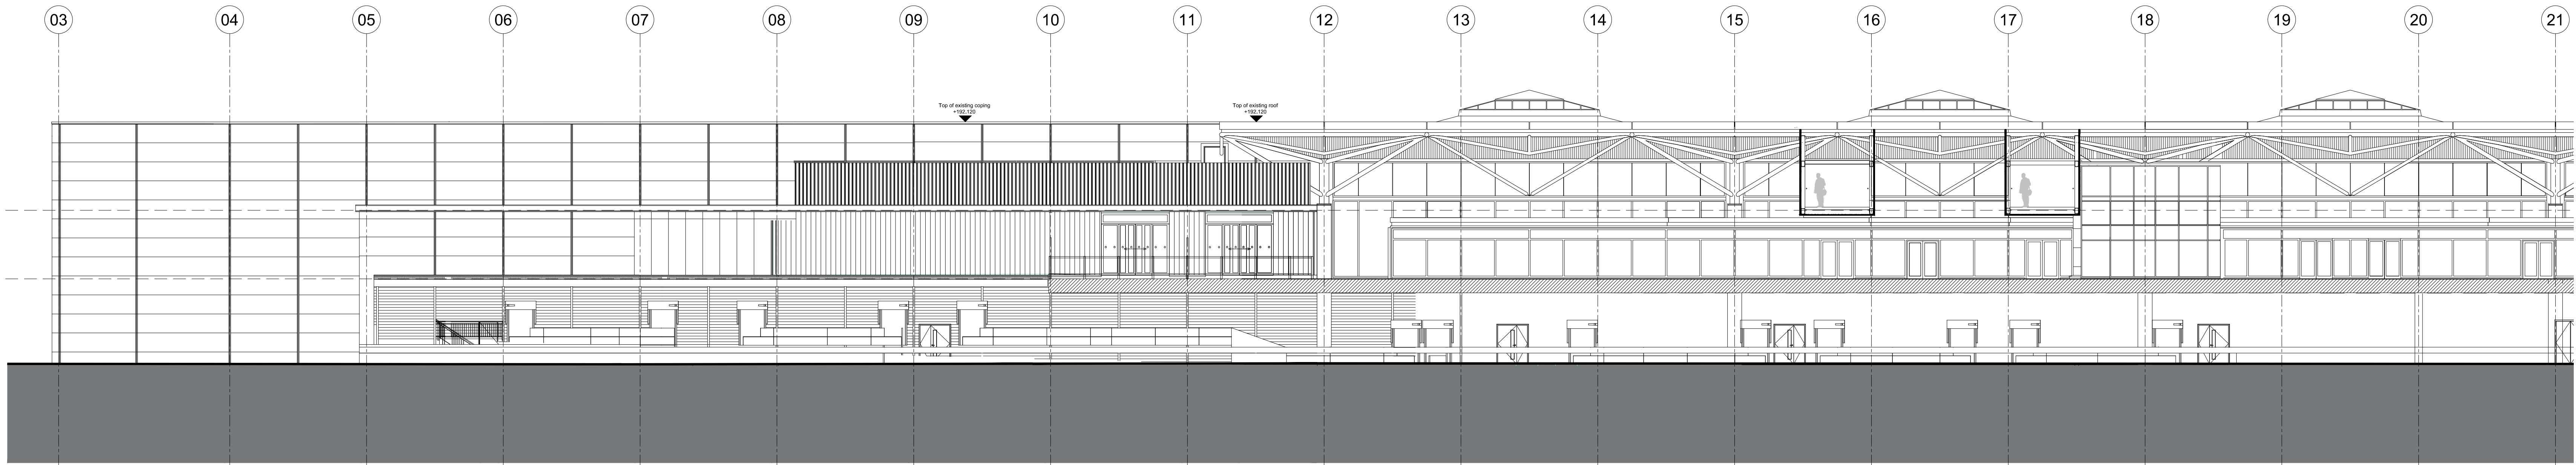 03 04 05 06 07 08 09 10 11 12 13 14 15 16 17 18 19 20 21
Top of existing coping
+192.120
Top of existing roof
+192.120